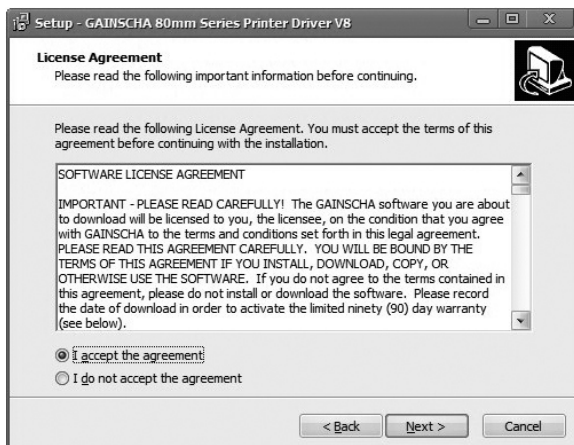 Setup - GAINSCHA 80mm Series Printer Driver V8
License Agreement
Please read the following important information before continuing.
Please read the following License Agreement. You must accept the terms of this
agreement before continuing with the installation.
SOFTWARE LICENSE AGREEMENT
IMPORTANT - PLEASE READ CAREFULLY!  The GAINSCHA software you are about
to download will be licensed to you, the licensee, on the condition that you agree
with GAINSCHA to the terms and conditions set forth in this legal agreement.
PLEASE READ THIS AGREEMENT CAREFULLY.  YOU WILL BE BOUND BY THE
TERMS OF THIS AGREEMENT IF YOU INSTALL, DOWNLOAD, COPY, OR
OTHERWISE USE THE SOFTWARE.  If you do not agree to the terms contained in
this agreement, please do not install or download the software.  Please record
the date of download in order to activate the limited ninety (90) day warranty
(see below).
I accept the agreement
I do not accept the agreement
< Back
Next >
Cancel